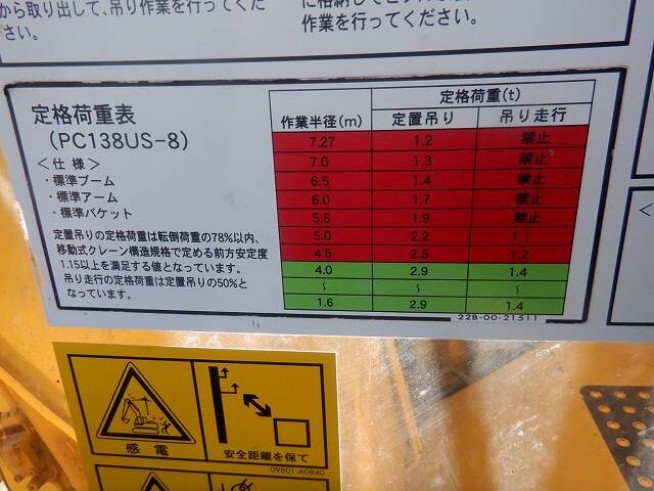 から取り出して、吊り作業を行ってくだ
さい。
作業を行ってください。
定格荷重表
(PC138US-8)
<仕様>
・標準ブーム
・標準アーム
・標準バケット
定置吊りの定格荷重は転倒荷重の78%以内、
移動式クレーン構造規格で定める前方安定度
1.15以上を満足する値となっています。
吊り走行の定格荷重は定置吊りの50%と
なっています。
作業半径(m) 定格荷重(t)
定置吊り 吊り走行
7.27 1.2 禁止
7.0 1.3 禁止
6.5 1.4 禁止
6.0 1.7 禁止
5.5 1.9 禁止
5.0 2.2 1.1
4.5 2.5 1.2
4.0 2.9 1.4
~ ~ ~
1.6 2.9 1.4
22B-00-21511
感電
安全距離を保て
09801-A0840